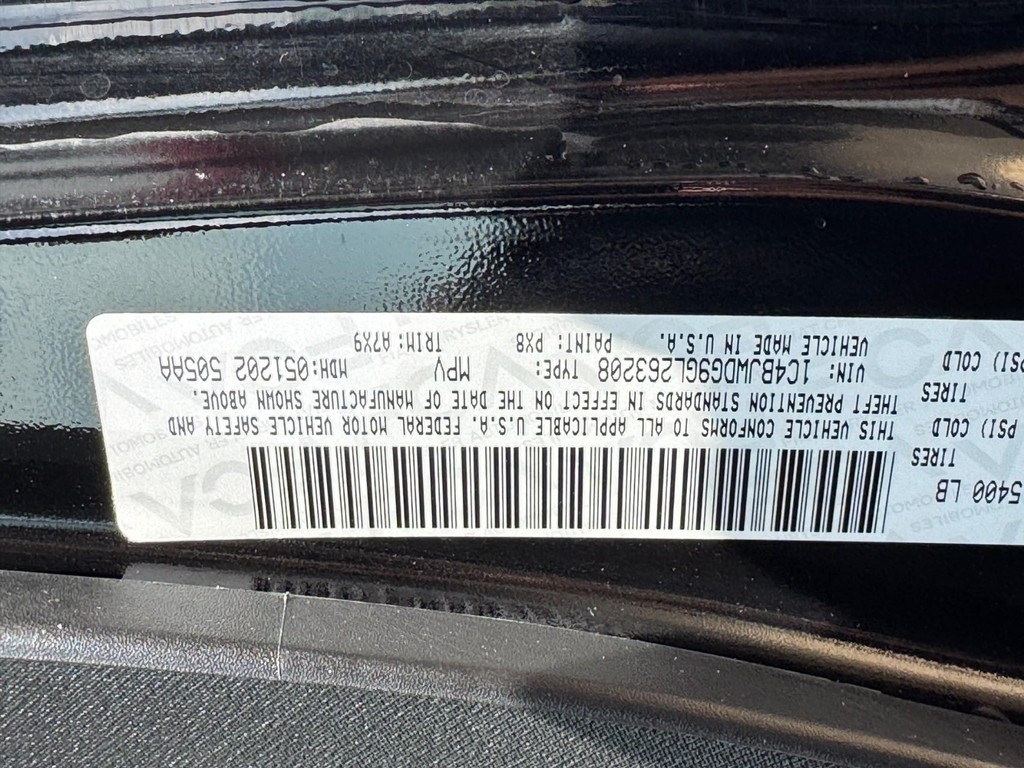 5400 LB
TIRES
PSI) COLD
TIRES
PSI) COLD
THIS VEHICLE CONFORMS TO ALL APPLICABLE U.S.A. FEDERAL MOTOR VEHICLE SAFETY AND
THEFT PREVENTION STANDARDS IN EFFECT ON THE DATE OF MANUFACTURE SHOWN ABOVE.
VIN: 1C4BJWDG9GL263208 TYPE: MPV MDH: 051202 505AA
VEHICLE MADE IN U.S.A. PAINT: PX8 TRIM: A7X9